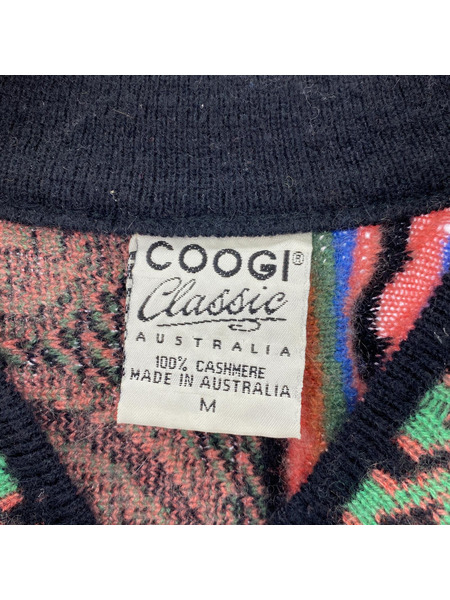 COOGI®
Classic
AUSTRALIA
100% CASHMERE
MADE IN AUSTRALIA
M